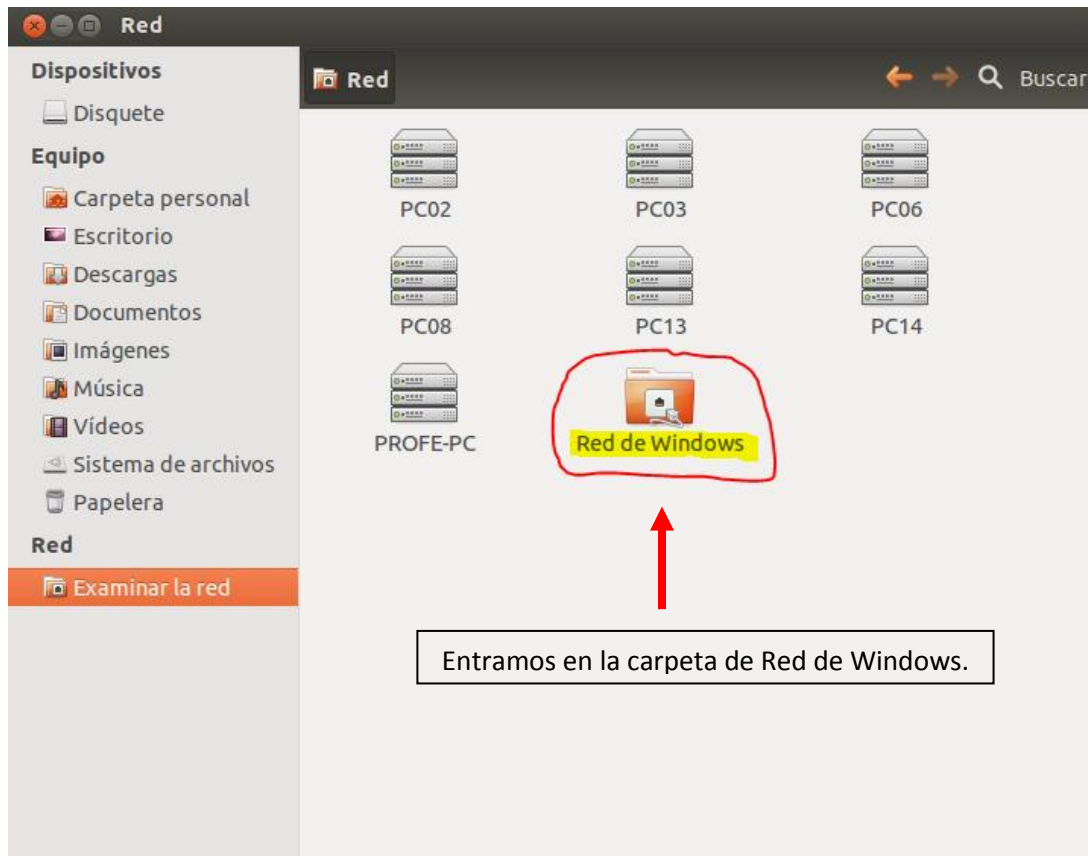 Red
Dispositivos
Disquete
Equipo
Carpeta personal
Escritorio
Descargas
Documentos
Imágenes
Música
Vídeos
Sistema de archivos
Papelera
Red
Examinar la red
Red
Buscar
PC02
PC03
PC06
PC08
PC13
PC14
PROFE-PC
Red de Windows
Entramos en la carpeta de Red de Windows.